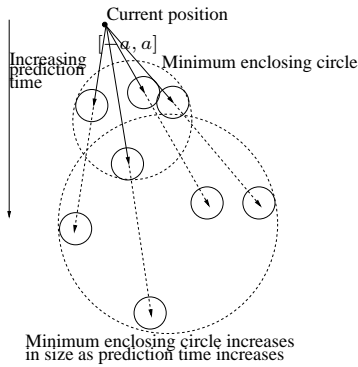 Current position
[−a, a]
Increasing
prediction
time
Minimum enclosing circle
Minimum enclosing circle increases
in size as prediction time increases